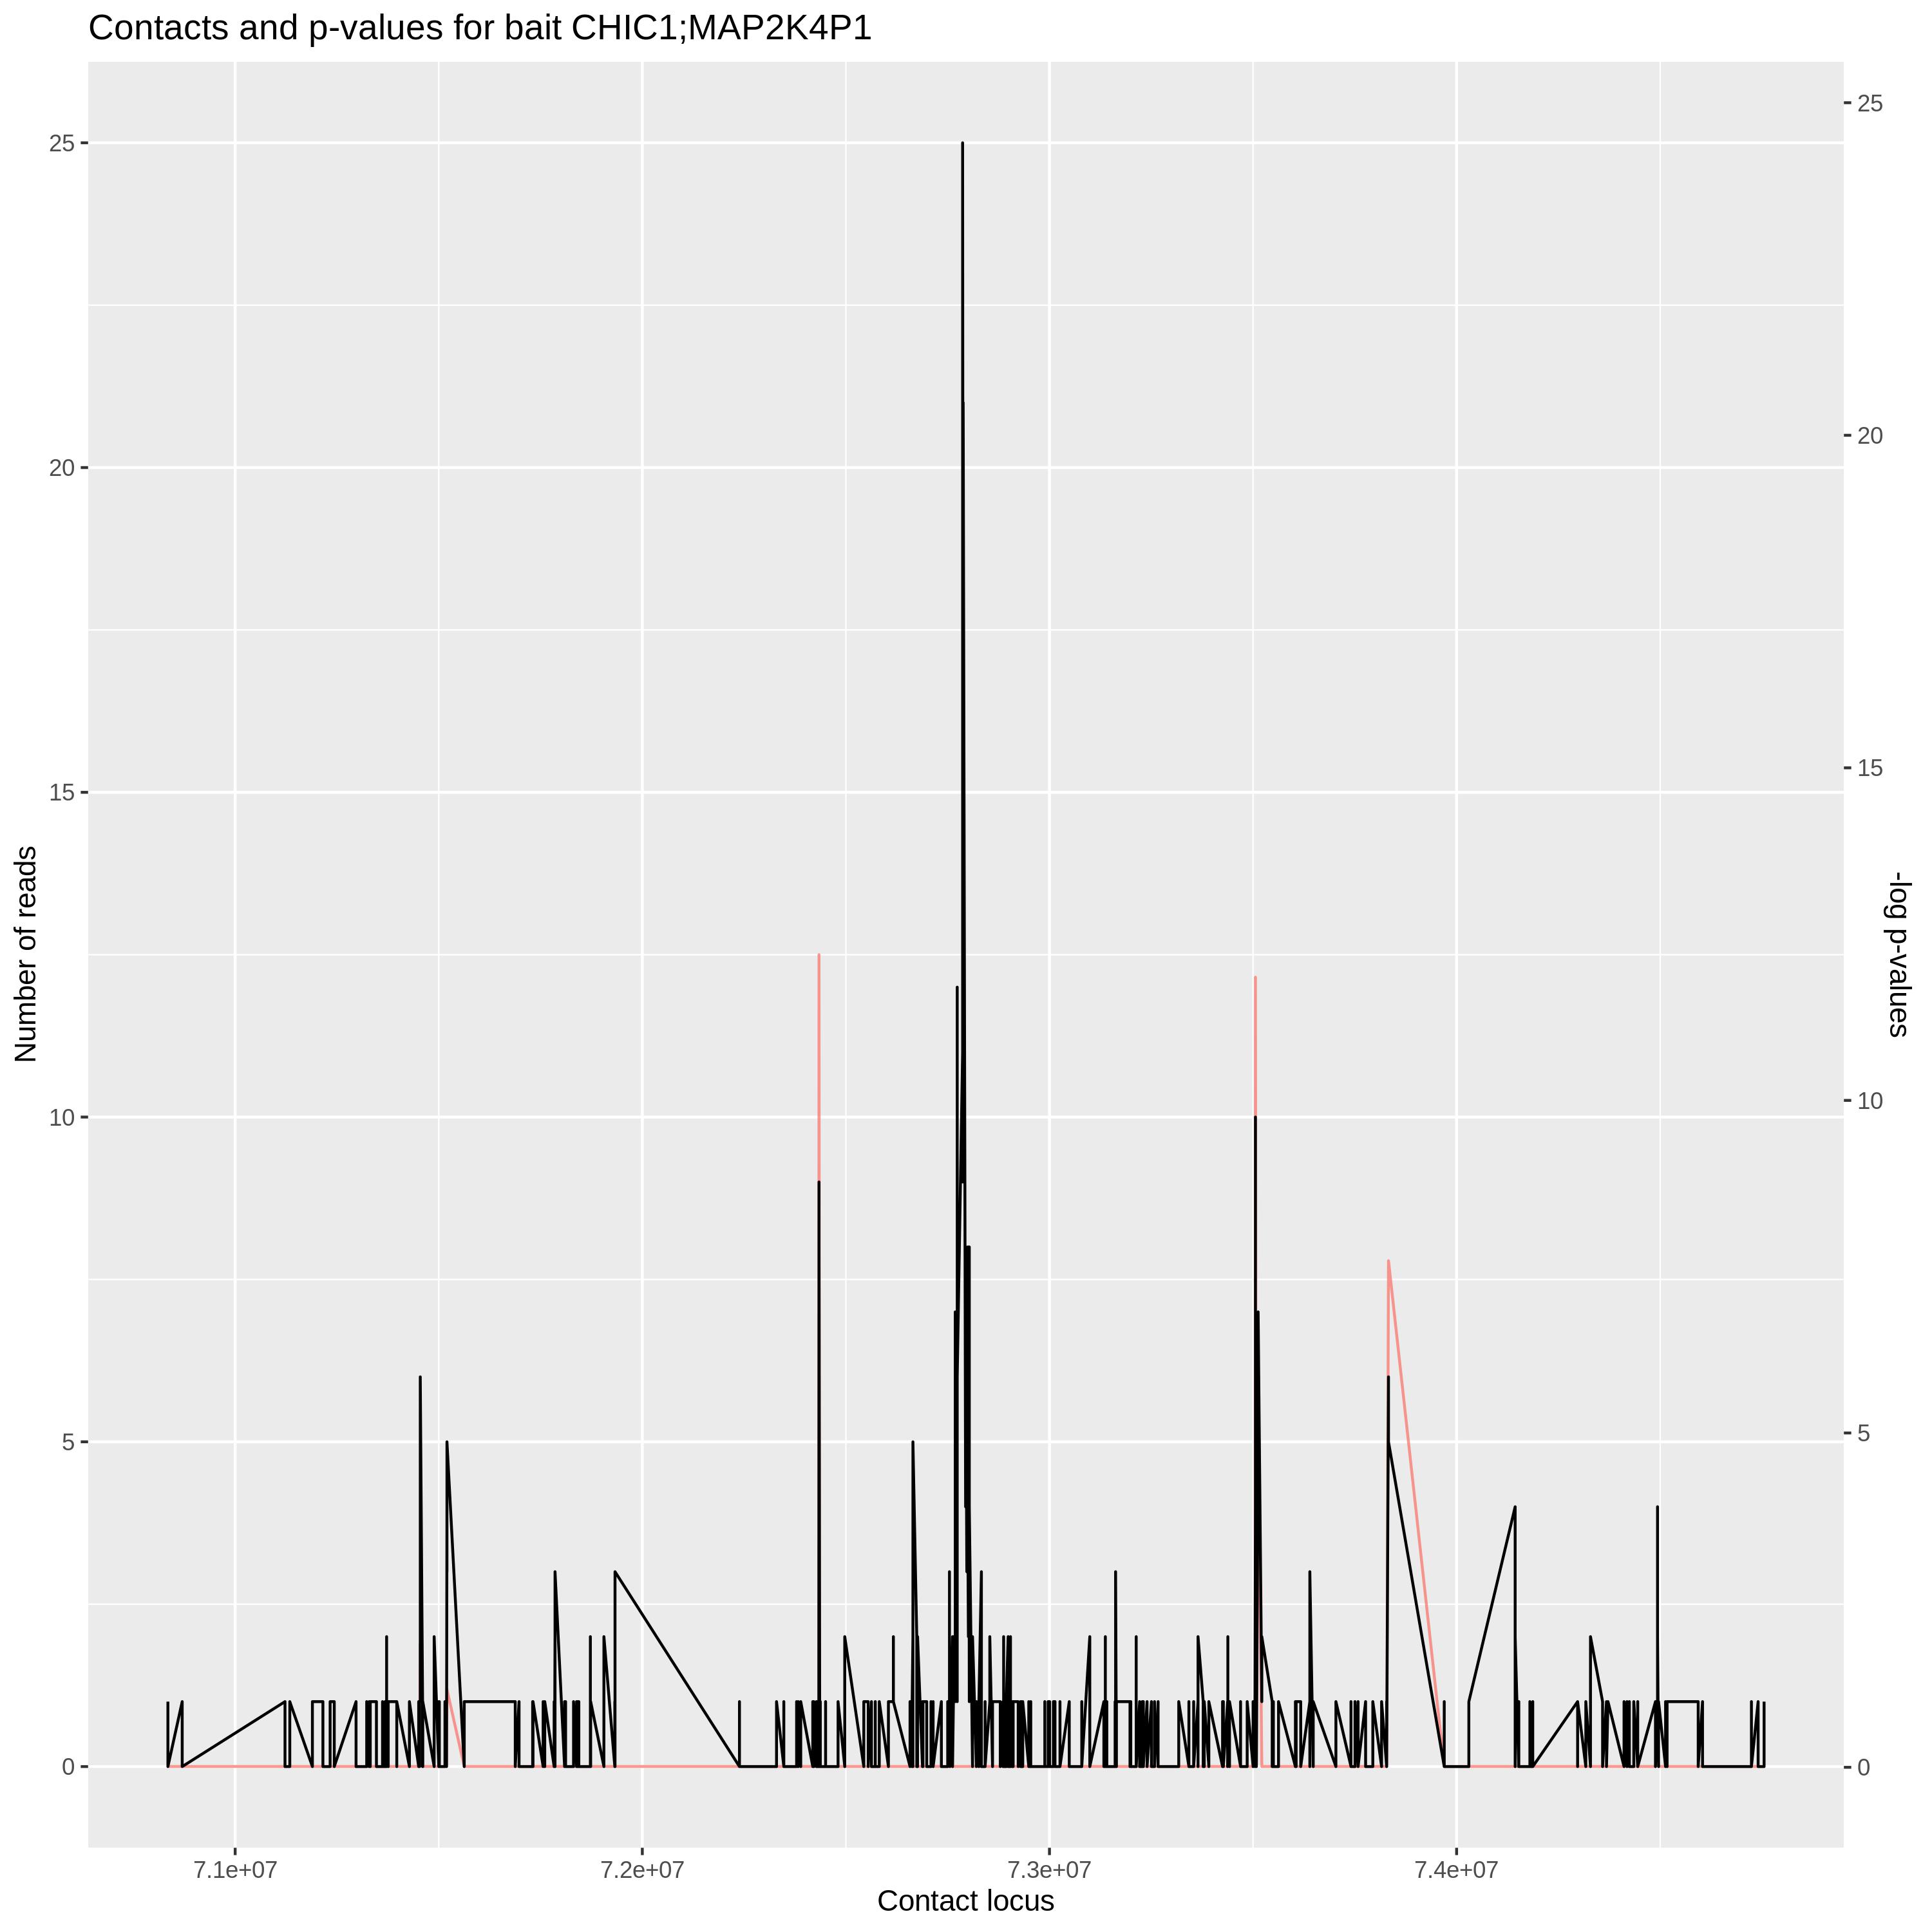 Contacts and p-values for bait CHIC1;MAP2K4P1
25
20
15
10
5
0
Number of reads
25
20
15
10
5
0
-log p-values
7.1e+07 7.2e+07 7.3e+07 7.4e+07
Contact locus